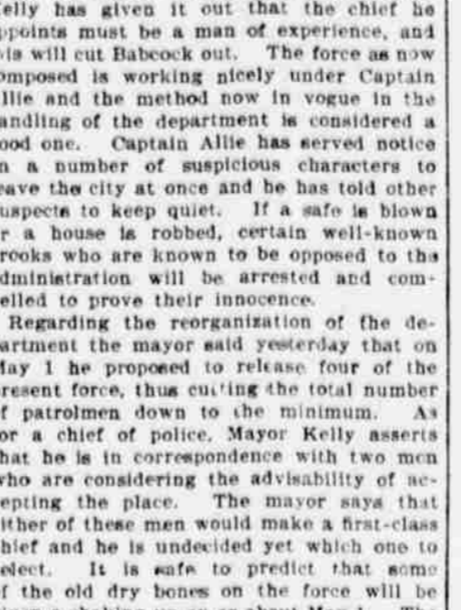 elly has given it out that the chief he
ppoints must be a man of experience, and
his will cut Babcock out. The force as now
omposed is working nicely under Captain
llie and the method now in vogue in the
andling of the department is considered a
ood one. Captain Allie has served notice
n a number of suspicious characters to
eave the city at once and he has told other
uspects to keep quiet. If a safe is blown
r a house is robbed, certain well-known
rooks who are known to be opposed to the
dministration will be arrested and com-
elled to prove their innocence.
Regarding the reorganization of the de-
artment the mayor said yesterday that on
May 1 he proposed to release four of the
resent force, thus cutting the total number
f patrolmen down to the minimum. As
or a chief of police, Mayor Kelly asserts
hat he is in correspondence with two men
who are considering the advisability of ac-
epting the place. The mayor says that
ither of these men would make a first-class
hief and he is undecided yet which one to
elect. It is safe to predict that some
f the old dry bones on the force will be